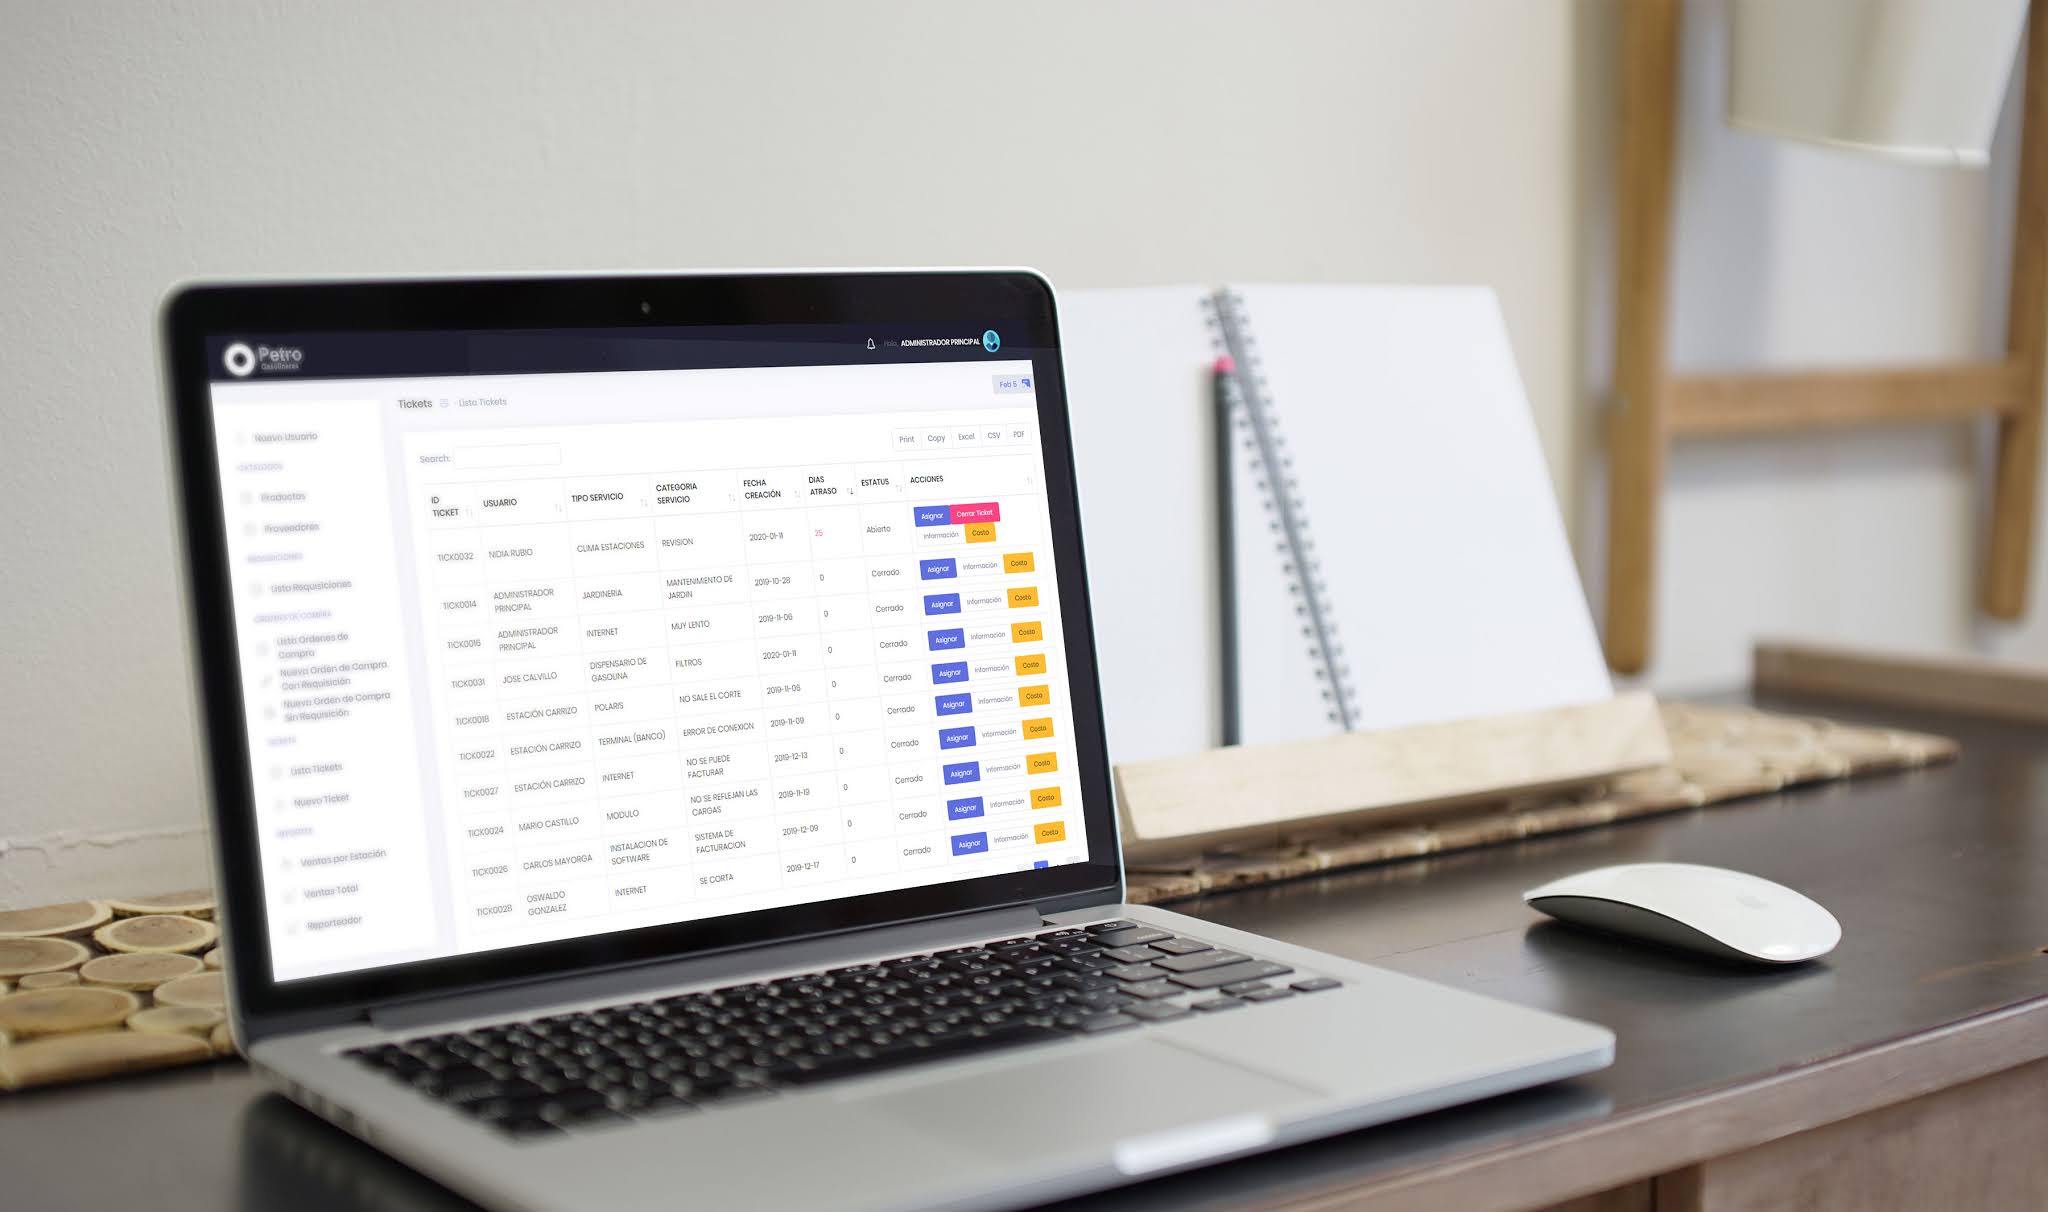 Petro
Gasolineras
Hola, ADMINISTRADOR PRINCIPAL
Tickets - Lista Tickets
Feb 5
Nuevo Usuario
CATALOGOS
Productos
Proveedores
REQUISICIONES
Lista Requisiciones
ORDENES DE COMPRA
Lista Ordenes de
Compra
Nueva Orden de Compra
Con Requisición
Nueva Orden de Compra
Sin Requisición
TICKETS
Lista Tickets
Nuevo Ticket
REPORTES
Ventas por Estación
Ventas Total
Reporteador
Search:
Print Copy Excel CSV PDF
ID TICKET USUARIO TIPO SERVICIO CATEGORIA SERVICIO FECHA CREACIÓN DIAS ATRASO ESTATUS ACCIONES
TICK0032 NIDIA RUBIO CLIMA ESTACIONES REVISION 2020-01-11 25 Abierto Asignar Cerrar Ticket Información Costo
TICK0014 ADMINISTRADOR PRINCIPAL JARDINERIA MANTENIMIENTO DE JARDIN 2019-10-28 0 Cerrado Asignar Información Costo
TICK0016 ADMINISTRADOR PRINCIPAL INTERNET MUY LENTO 2019-11-06 0 Cerrado Asignar Información Costo
TICK0031 JOSE CALVILLO DISPENSARIO DE GASOLINA FILTROS 2020-01-11 0 Cerrado Asignar Información Costo
TICK0018 ESTACIÓN CARRIZO POLARIS NO SALE EL CORTE 2019-11-06 0 Cerrado Asignar Información Costo
TICK0022 ESTACIÓN CARRIZO TERMINAL (BANCO) ERROR DE CONEXION 2019-11-09 0 Cerrado Asignar Información Costo
TICK0027 ESTACIÓN CARRIZO INTERNET NO SE PUEDE FACTURAR 2019-12-13 0 Cerrado Asignar Información Costo
TICK0024 MARIO CASTILLO MODULO NO SE REFLEJAN LAS CARGAS 2019-11-19 0 Cerrado Asignar Información Costo
TICK0026 CARLOS MAYORGA INSTALACION DE SOFTWARE SISTEMA DE FACTURACION 2019-12-09 0 Cerrado Asignar Información Costo
TICK0028 OSWALDO GONZALEZ INTERNET SE CORTA 2019-12-17 0 Cerrado Asignar Información Costo